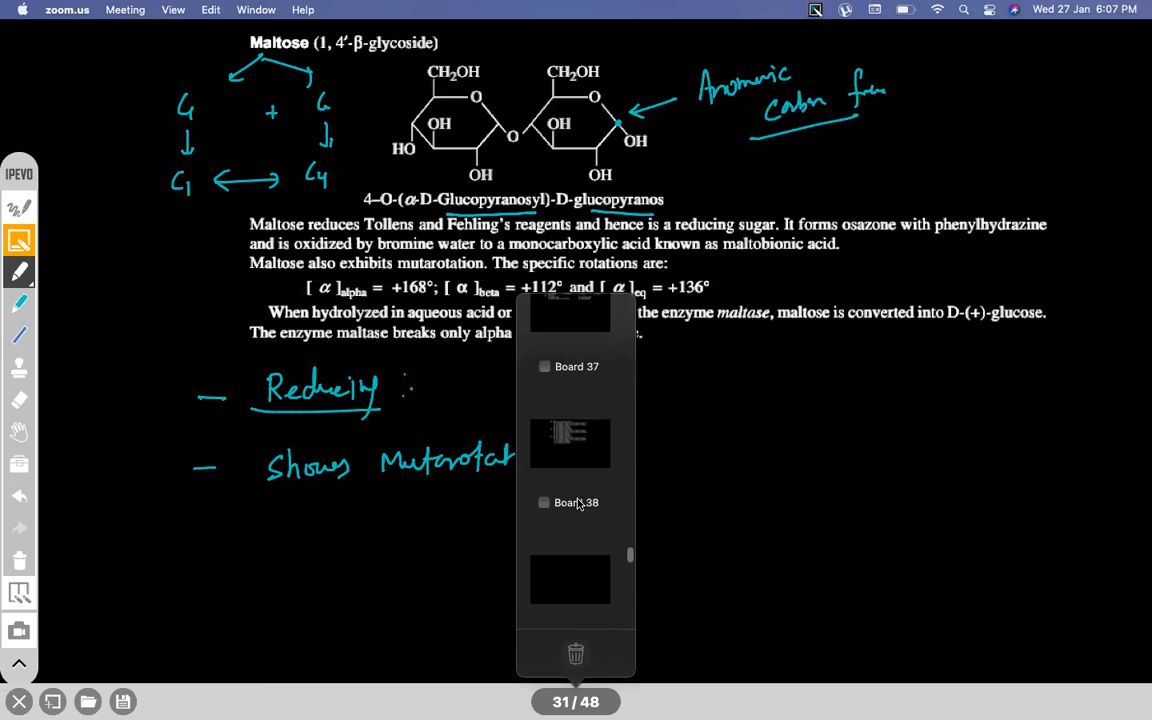 zoom.us Meeting View Edit Window Help Wed 27 Jan 6:07 PM
Maltose (1, 4′-β-glycoside)
CH₂OH CH₂OH
Anomeric
Carbon free
G + G
O O
OH OH
O
HO OH
OH OH
C₁ C₄
IPEVO
4–O-(α-D-Glucopyranosyl)-D-glucopyranos
Maltose reduces Tollens and Fehling's reagents and hence is a reducing sugar. It forms osazone with phenylhydrazine
and is oxidized by bromine water to a monocarboxylic acid known as maltobionic acid.
Maltose also exhibits mutarotation. The specific rotations are:
[ α ]alpha = +168°; [ α ]beta = +112° and [ α ]eq = +136°
When hydrolyzed in aqueous acid or the enzyme maltase, maltose is converted into D-(+)-glucose.
The enzyme maltase breaks only alpha
Board 37
– Reducing :
– Shows Mutarotat
Board 38
31 / 48